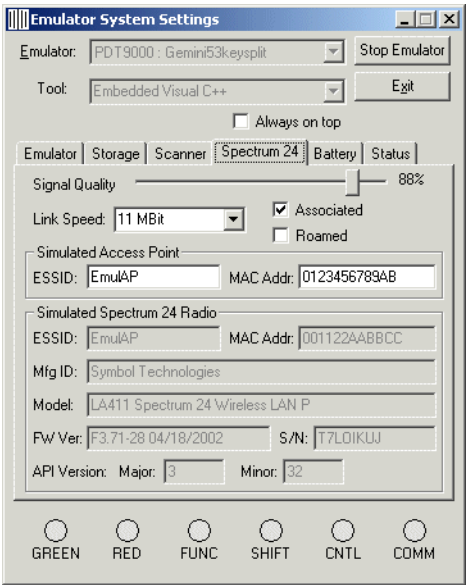 Emulator System Settings
Emulator: PDT9000 : Gemini53keysplit Stop Emulator
Tool: Embedded Visual C++ Exit
Always on top
Emulator Storage Scanner Spectrum 24 Battery Status
Signal Quality 88%
Link Speed: 11 MBit Associated
Roamed
Simulated Access Point
ESSID: EmulAP MAC Addr: 0123456789AB
Simulated Spectrum 24 Radio
ESSID: EmulAP MAC Addr: 001122AABBCC
Mfg ID: Symbol Technologies
Model: LA411 Spectrum 24 Wireless LAN P
FW Ver: F3.71-28 04/18/2002 S/N: T7LOIKUJ
API Version: Major: 3 Minor: 32
GREEN RED FUNC SHIFT CNTL COMM